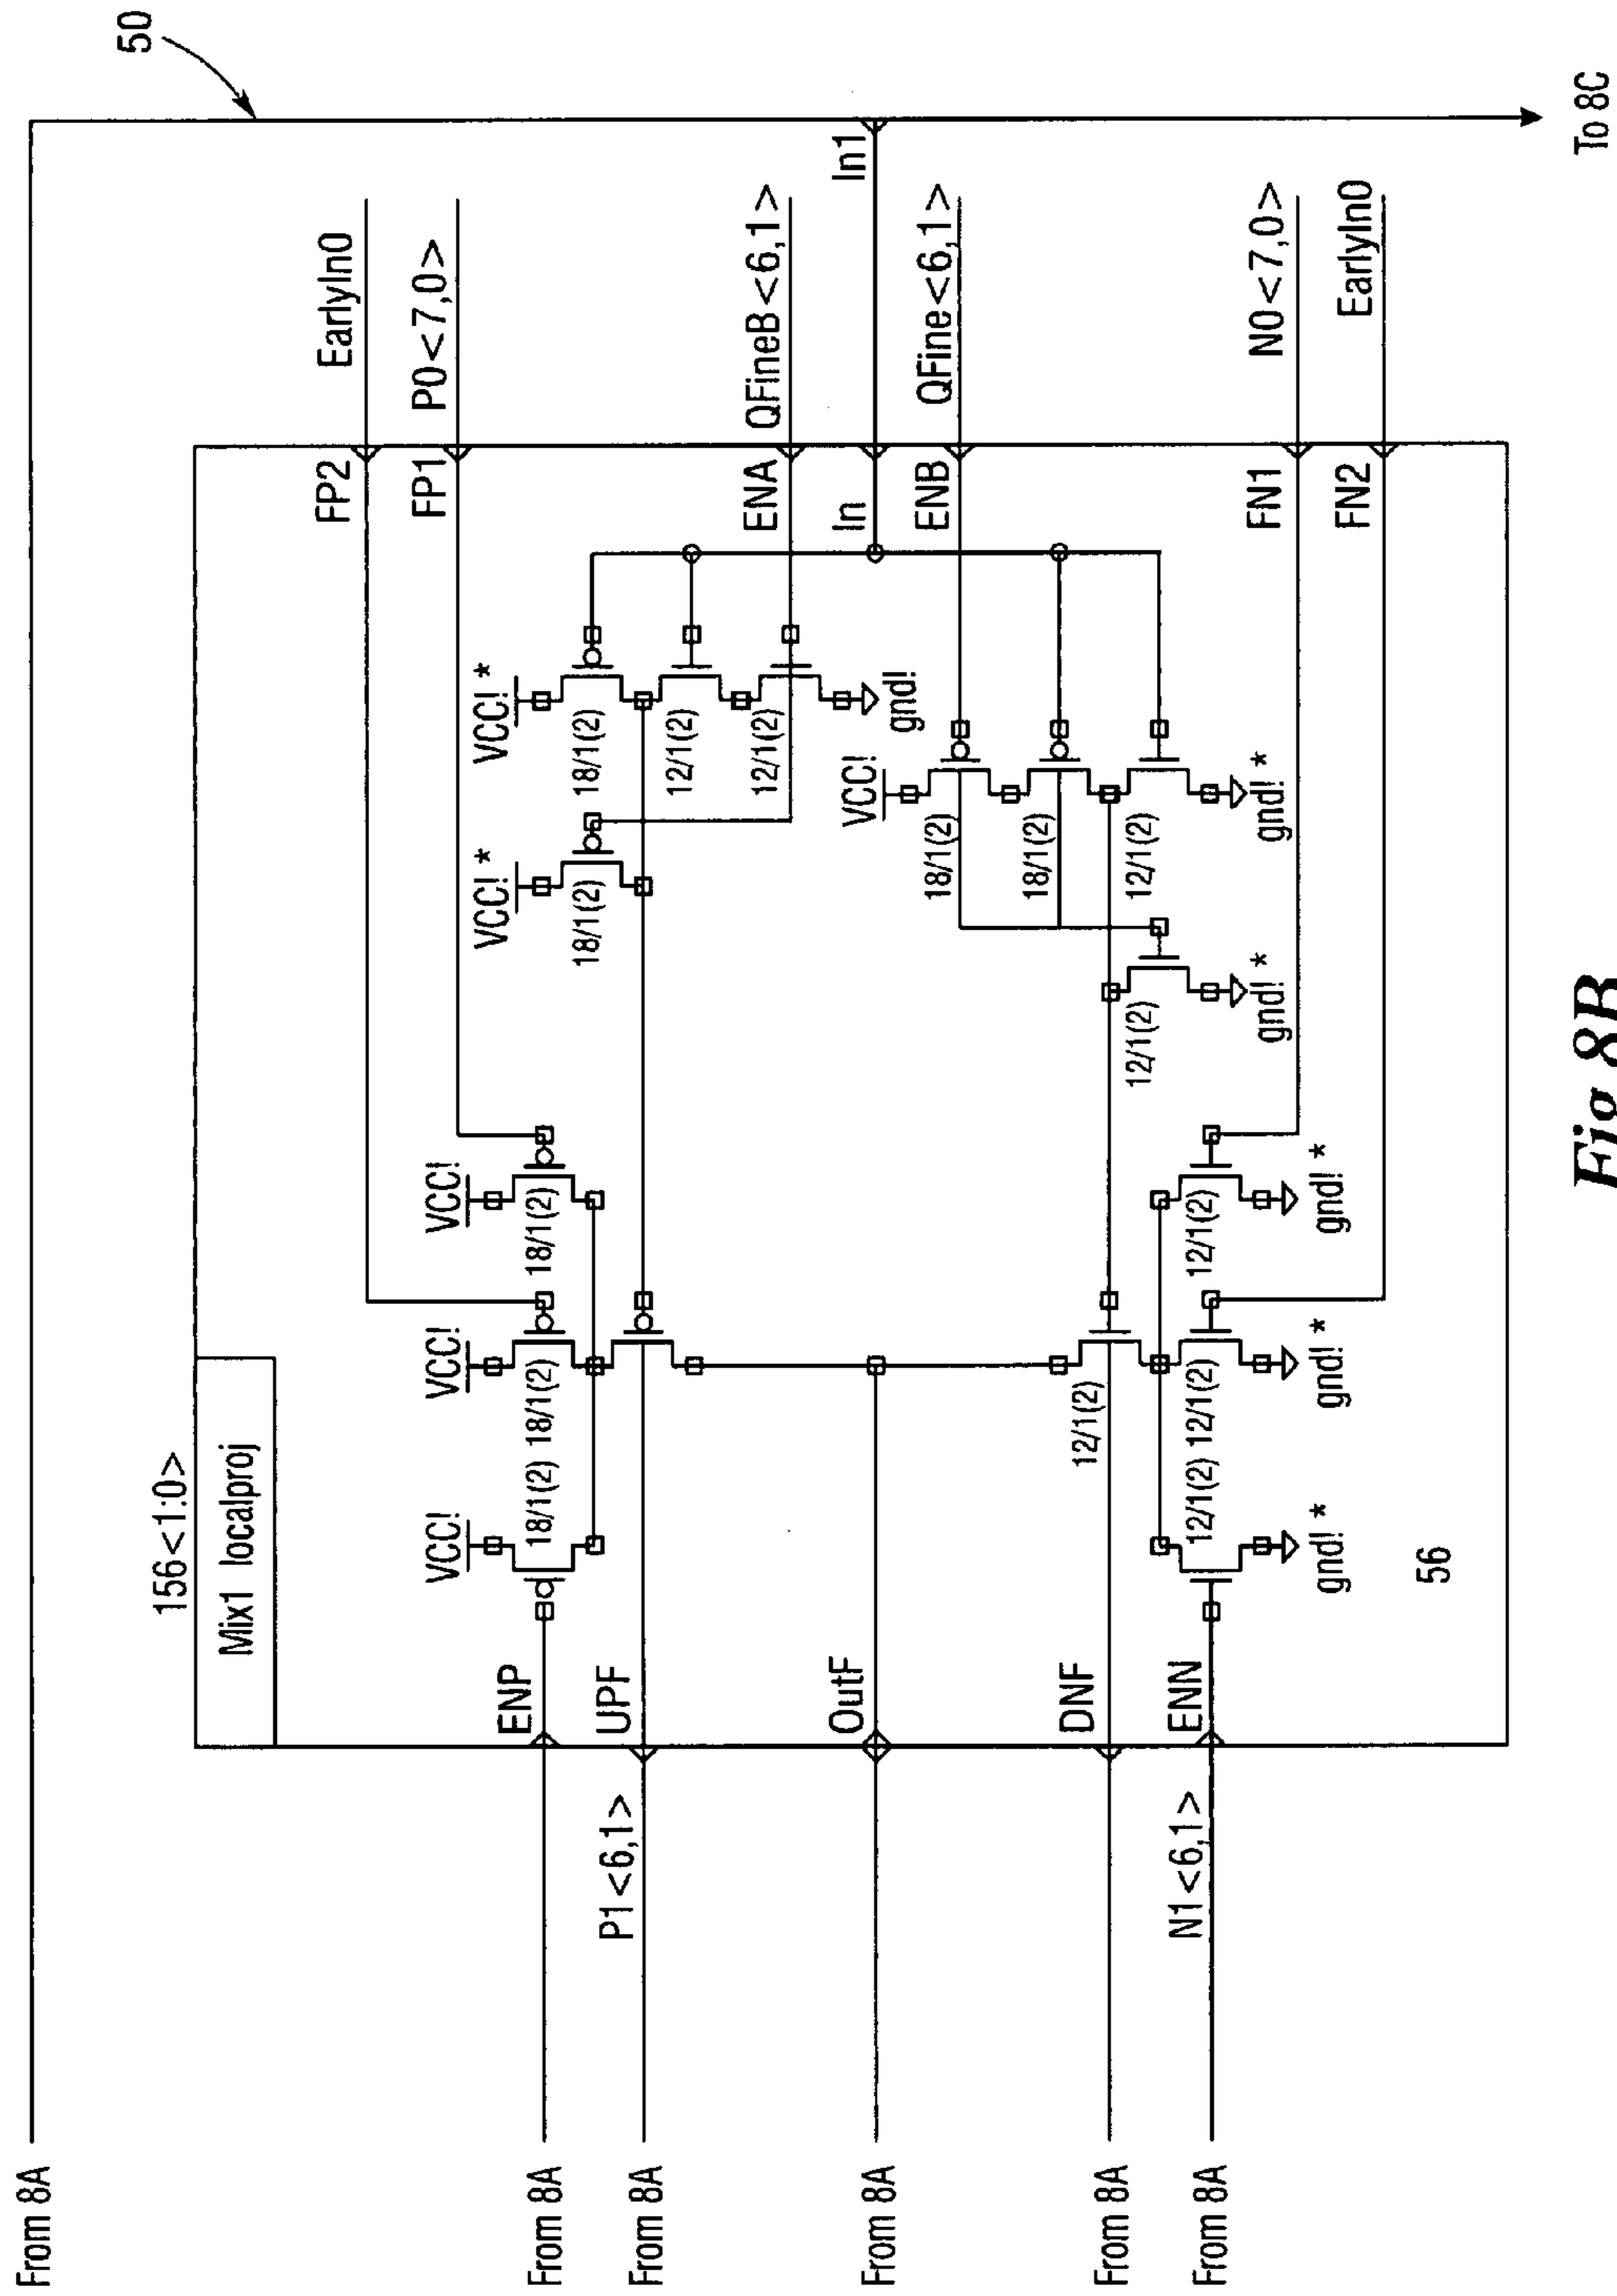 50
From 8A
To 8C
156<1:0>
Mix1 localproj
FP2
EarlyIn0
FP1
P0<7,0>
VCC!
VCC!
VCC!
VCC! *
VCC! *
18/1(2)
18/1(2)
18/1(2)
18/1(2)
18/1(2)
12/1(2)
12/1(2)
gnd!
From 8A
ENP
From 8A
P1<6,1>
UPF
ENA
QFineB<6,1>
From 8A
OutF
In
In1
VCC!
ENB
QFine<6,1>
18/1(2)
18/1(2)
12/1(2)
12/1(2)
gnd! *
gnd! *
From 8A
DNF
12/1(2)
From 8A
N1<6,1>
ENN
12/1(2)
12/1(2)
12/1(2)
gnd! *
gnd! *
gnd! *
FN1
N0<7,0>
FN2
EarlyIn0
56
Fig 8B